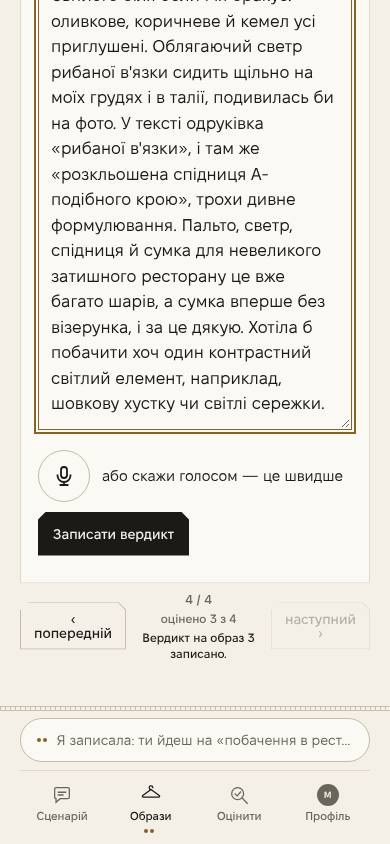 оливкове, коричневе й кемел усі
приглушені. Облягаючий светр
рибаної в'язки сидить щільно на
моїх грудях і в талії, подивилась би
на фото. У тексті одруківка
«рибаної в'язки», і там же
«розкльошена спідниця А-
подібного крою», трохи дивне
формулювання. Пальто, светр,
спідниця й сумка для невеликого
затишного ресторану це вже
багато шарів, а сумка вперше без
візерунка, і за це дякую. Хотіла б
побачити хоч один контрастний
світлий елемент, наприклад,
шовкову хустку чи світлі сережки.
або скажи голосом — це швидше
Записати вердикт
4 / 4
‹
попередній
оцінено 3 з 4
наступний
›
Вердикт на образ 3
записано.
Я записала: ти йдеш на «побачення в рест…
Сценарій
Образи
Оцінити
М
Профіль